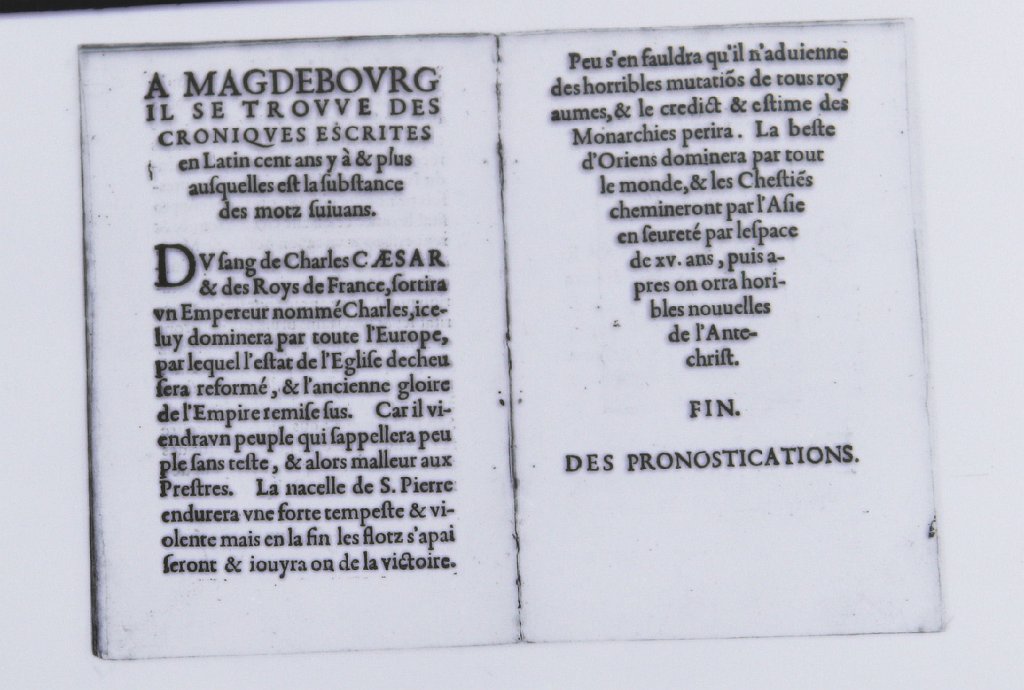 A MAGDEBOVRG
IL SE TROVVE DES
CRONIQVES ESCRITES
en Latin cent ans y à & plus
auſquelles eſt la ſubſtance
des motz ſuiuans.
DV ſang de Charles CÆSAR
& des Roys de France, ſortira
vn Empereur nommé Charles, ice-
luy dominera par toute l'Europe,
par lequel l'eſtat de l'Egliſe decheu
ſera reformé, & l'ancienne gloire
de l'Empire remiſe ſus. Car il vi-
endra vn peuple qui ſappellera peu
ple ſans teſte, & alors malleur aux
Preſtres. La nacelle de S. Pierre
endurera vne forte tempeſte & vi-
olente mais en la fin les flotz s'apai
ſeront & iouyra on de la victoire.
Peu s'en fauldra qu'il n'aduienne
des horribles mutatiōs de tous roy
aumes, & le credict & eſtime des
Monarchies perira. La beſte
d'Oriens dominera par tout
le monde, & les Cheſtiēs
chemineront par l'Aſie
en ſeureté par leſpace
de xv. ans, puis a-
pres on orra hori-
bles nouuelles
de l'Ante-
chriſt.
FIN.
DES PRONOSTICATIONS.